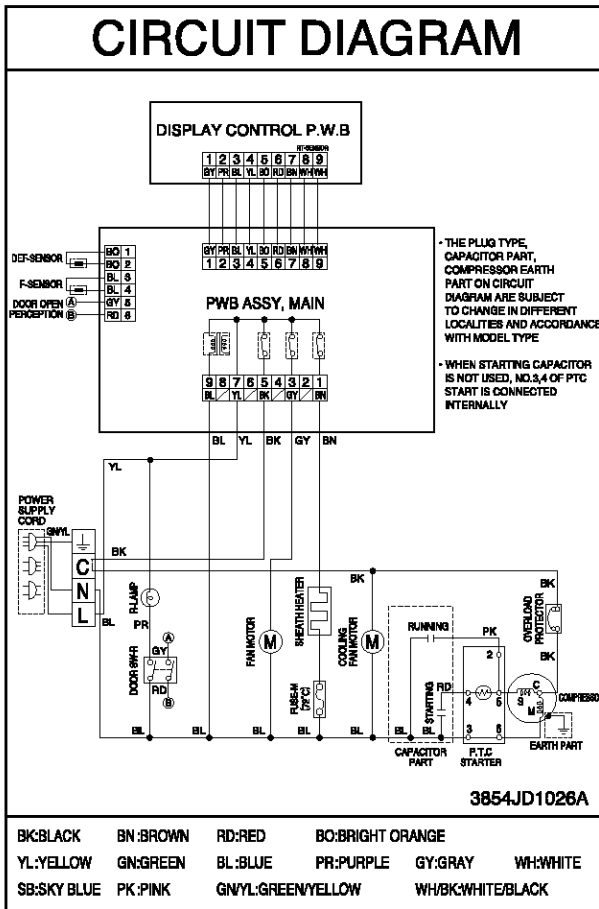 CIRCUIT DIAGRAM
DISPLAY CONTROL P.W.B
RT-SENSOR
1 2 3 4 5 6 7 8 9
GY PR BL YL BO RD BN WH WH
GY PR BL YL BO RD BN WH WH
1 2 3 4 5 6 7 8 9
DEF-SENSOR
F-SENSOR
DOOR OPEN A
PERCEPTION B
BO 1
BO 2
BL 3
BL 4
GY 5
RD 6
PWB ASSY, MAIN
9 8 7 6 5 4 3 2 1
BL YL BK GY BN
BL YL BK GY BN
• THE PLUG TYPE,
CAPACITOR PART,
COMPRESSOR EARTH
PART ON CIRCUIT
DIAGRAM ARE SUBJECT
TO CHANGE IN DIFFERENT
LOCALITIES AND ACCORDANCE
WITH MODEL TYPE
• WHEN STARTING CAPACITOR
IS NOT USED, NO.3,4 OF PTC
START IS CONNECTED
INTERNALLY
YL
POWER
SUPPLY
CORD
GN/YL
C
N
L
BK
BL
R-LAMP
PR
DOOR SW-R
A
GY
RD
B
FAN MOTOR
M
SHEATH HEATER
FUSE-M
(72°C)
BK
COOLING
FAN MOTOR
M
RUNNING
STARTING
RD
PK
2
4
5
3
6
S
C
M
BK
OVERLOAD
PROTECTOR
BK
COMPRESSOR
EARTH PART
BL BL BL BL BL BL BL
CAPACITOR
PART
P.T.C
STARTER
3854JD1026A
BK:BLACK BN:BROWN RD:RED BO:BRIGHT ORANGE
YL:YELLOW GN:GREEN BL:BLUE PR:PURPLE GY:GRAY WH:WHITE
SB:SKY BLUE PK:PINK GN/YL:GREEN/YELLOW WH/BK:WHITE/BLACK